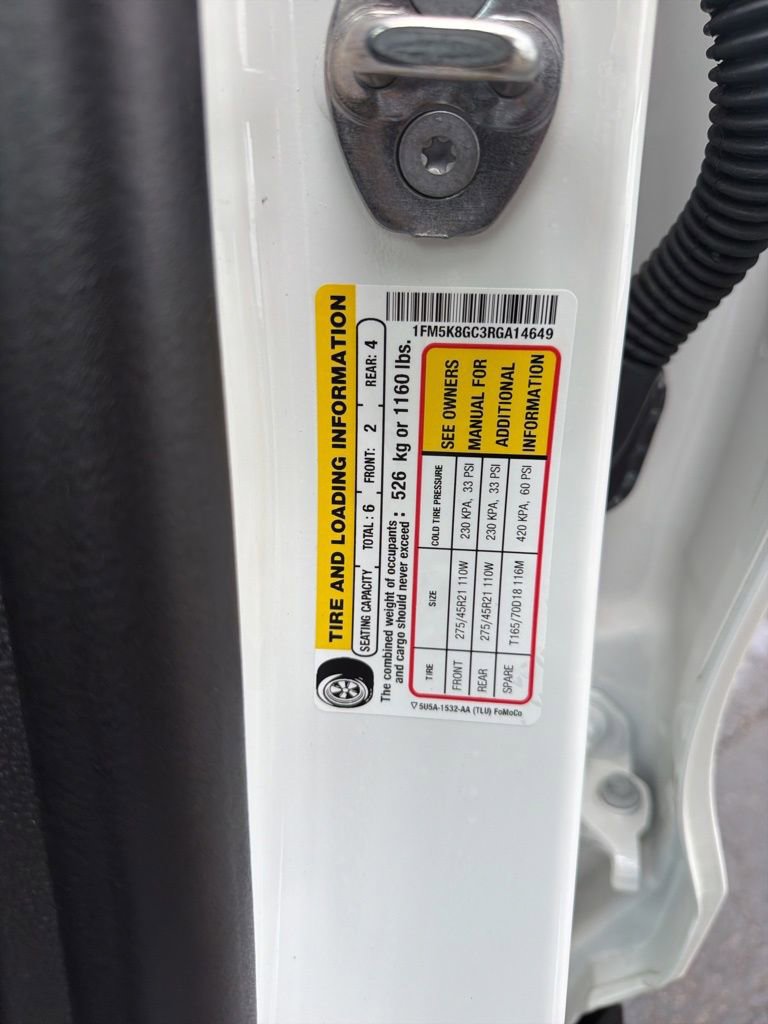 TIRE AND LOADING INFORMATION
SEATING CAPACITY TOTAL: 6 FRONT: 2 REAR: 4
The combined weight of occupants
and cargo should never exceed : 526 kg or 1160 lbs.
TIRE SIZE COLD TIRE PRESSURE
FRONT 275/45R21 110W 230 KPA, 33 PSI
REAR 275/45R21 110W 230 KPA, 33 PSI
SPARE T165/70D18 116M 420 KPA, 60 PSI
SEE OWNERS
MANUAL FOR
ADDITIONAL
INFORMATION
5U5A-1532-AA (TLU) FoMoCo
1FM5K8GC3RGA14649